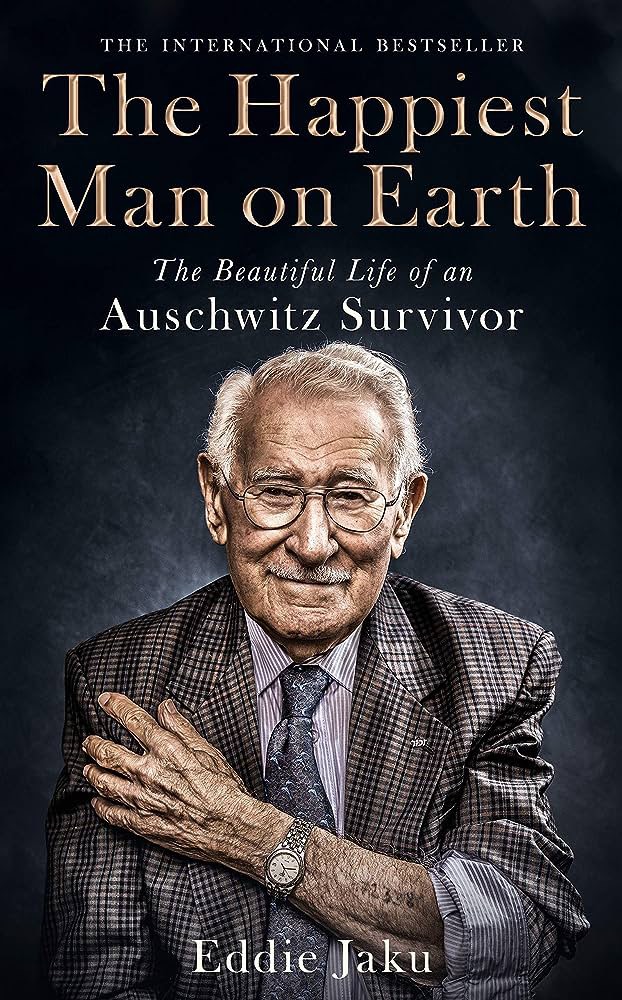 THE INTERNATIONAL BESTSELLER
The Happiest
Man on Earth
The Beautiful Life of an
Auschwitz Survivor
Eddie Jaku